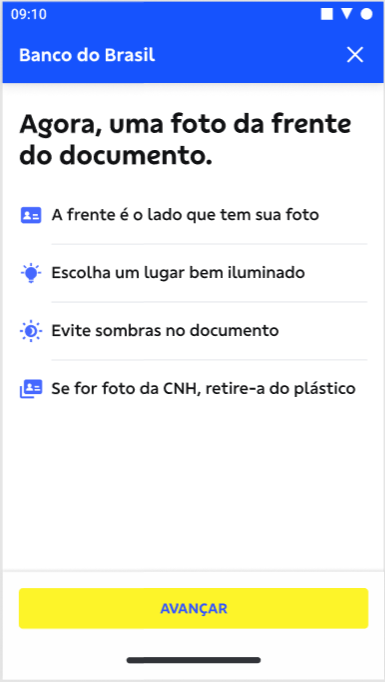 09:10
Banco do Brasil
Agora, uma foto da frente
do documento.
A frente é o lado que tem sua foto
Escolha um lugar bem iluminado
Evite sombras no documento
Se for foto da CNH, retire-a do plástico
AVANÇAR